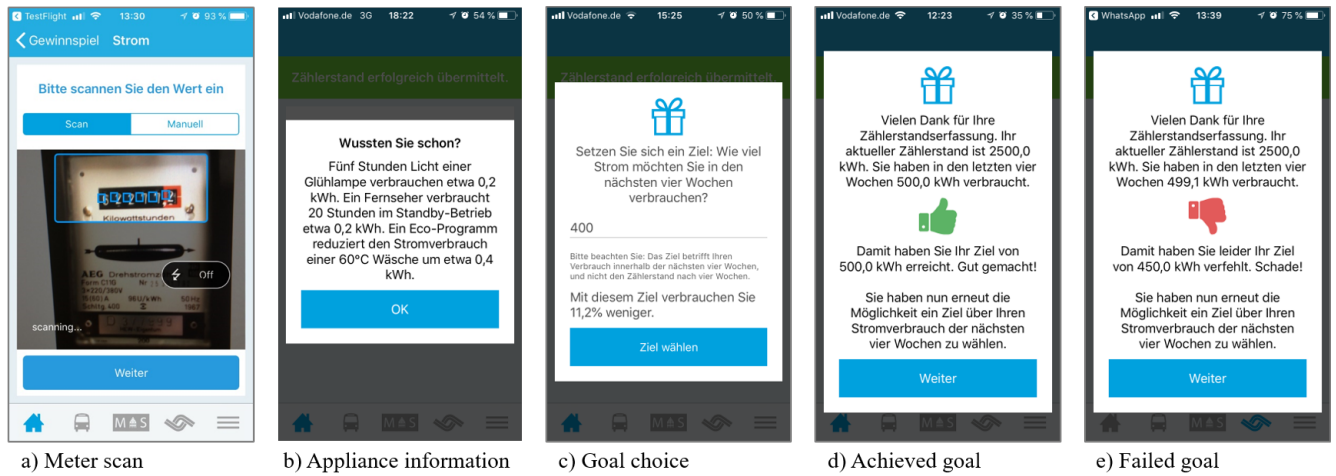 TestFlight 13:30 93 %
Gewinnspiel Strom
Bitte scannen Sie den Wert ein
Scan Manuell
Kilowattstunden
Off
AEG Drehstromz
Form C110 Nr
3×220/380V
Schltg. 400 1987
scanning...
Weiter
M S
a) Meter scan
Vodafone.de 3G 18:22 54 %
Zählerstand erfolgreich übermittelt.
Wussten Sie schon?
Fünf Stunden Licht einer
Glühlampe verbrauchen etwa 0,2
kWh. Ein Fernseher verbraucht
20 Stunden im Standby-Betrieb
etwa 0,2 kWh. Ein Eco-Programm
reduziert den Stromverbrauch
einer 60°C Wäsche um etwa 0,4
kWh.
OK
M S
b) Appliance information
Vodafone.de 15:25 50 %
Zählerstand erfolgreich übermittelt.
Setzen Sie sich ein Ziel: Wie viel
Strom möchten Sie in den
nächsten vier Wochen
verbrauchen?
400
Bitte beachten Sie: Das Ziel betrifft Ihren
Verbrauch innerhalb der nächsten vier Wochen,
und nicht den Zählerstand nach vier Wochen.
Mit diesem Ziel verbrauchen Sie
11,2% weniger.
Ziel wählen
M S
c) Goal choice
Vodafone.de 12:23 35 %
Vielen Dank für Ihre
Zählerstandserfassung. Ihr
aktueller Zählerstand ist 2500,0
kWh. Sie haben in den letzten vier
Wochen 500,0 kWh verbraucht.
Damit haben Sie Ihr Ziel von
500,0 kWh erreicht. Gut gemacht!
Sie haben nun erneut die
Möglichkeit ein Ziel über Ihren
Stromverbrauch der nächsten
vier Wochen zu wählen.
Weiter
M S
d) Achieved goal
WhatsApp 13:39 75 %
Vielen Dank für Ihre
Zählerstandserfassung. Ihr
aktueller Zählerstand ist 2500,0
kWh. Sie haben in den letzten vier
Wochen 499,1 kWh verbraucht.
Damit haben Sie leider Ihr Ziel
von 450,0 kWh verfehlt. Schade!
Sie haben nun erneut die
Möglichkeit ein Ziel über Ihren
Stromverbrauch der nächsten
vier Wochen zu wählen.
Weiter
M S
e) Failed goal